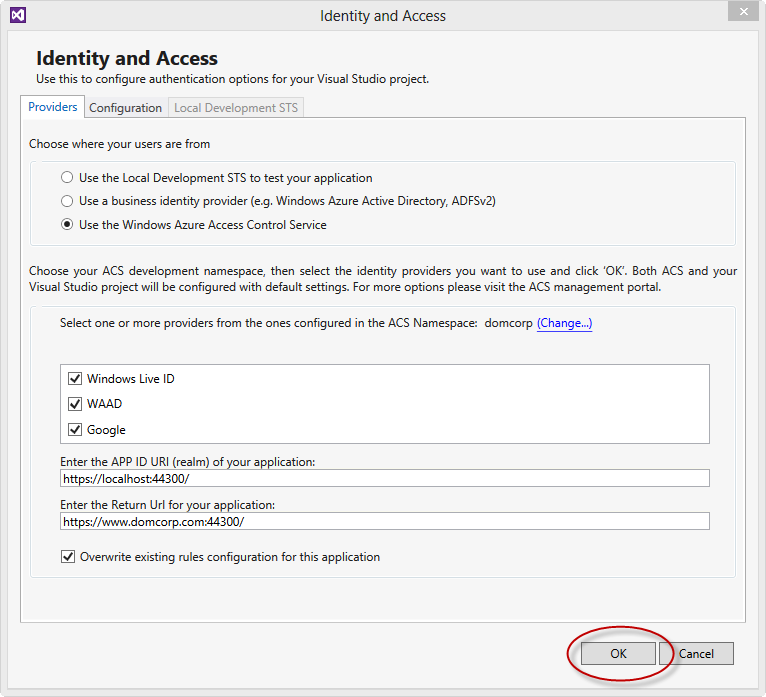 Identity and Access
Identity and Access
Use this to configure authentication options for your Visual Studio project.
Providers Configuration Local Development STS
Choose where your users are from
Use the Local Development STS to test your application
Use a business identity provider (e.g. Windows Azure Active Directory, ADFSv2)
Use the Windows Azure Access Control Service
Choose your ACS development namespace, then select the identity providers you want to use and click ‘OK’. Both ACS and your
Visual Studio project will be configured with default settings. For more options please visit the ACS management portal.
Select one or more providers from the ones configured in the ACS Namespace: domcorp (Change...)
Windows Live ID
WAAD
Google
Enter the APP ID URI (realm) of your application:
https://localhost:44300/
Enter the Return Url for your application:
https://www.domcorp.com:44300/
Overwrite existing rules configuration for this application
OK Cancel